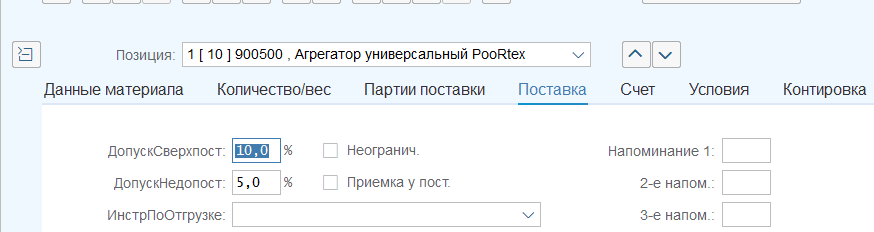 Позиция: 1 [ 10 ] 900500 , Агрегатор универсальный PooRtex
Данные материала Количество/вес Партии поставки Поставка Счет Условия Контировка
ДопускСверхпост: 10,0 % Неогранич. Напоминание 1:
ДопускНедопост: 5,0 % Приемка у пост. 2-е напом.:
ИнстрПоОтгрузке: 3-е напом.: